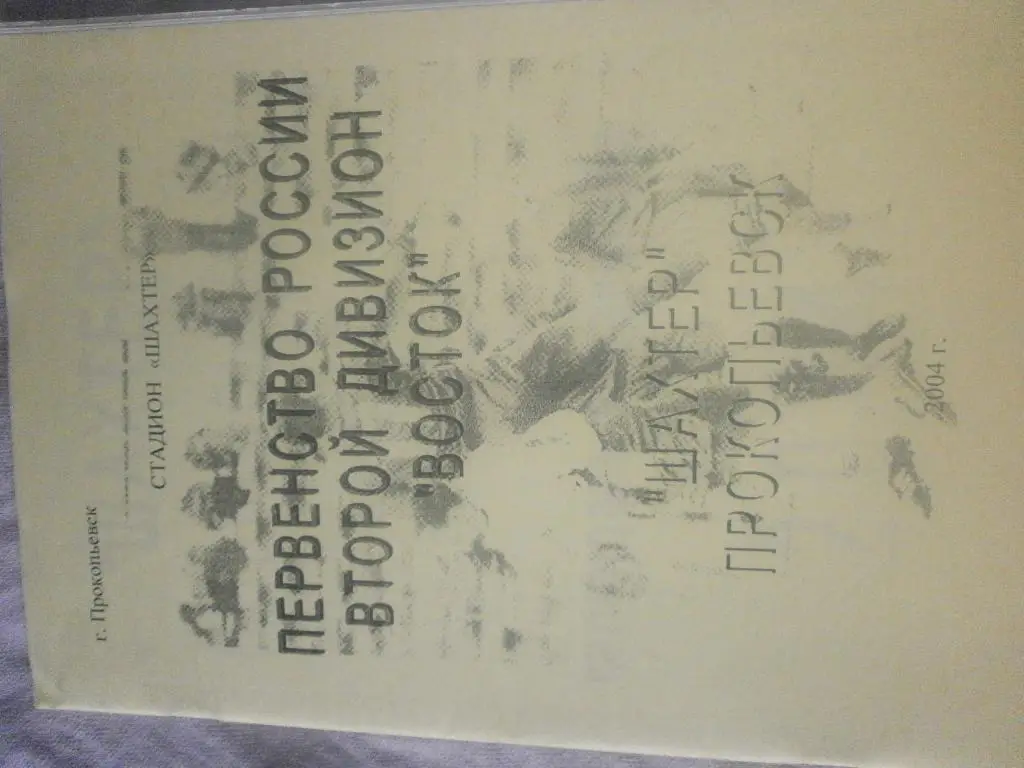 г. Прокопьевск
СТАДИОН «ШАХТЕР»
ПЕРВЕНСТВО РОССИИ
ВТОРОЙ ДИВИЗИОН -
"ВОСТОК"
"ШАХТЕР"
ПРОКОПЬЕВСК
2004 г.